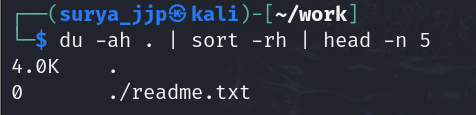 ┌──(surya_jjp㉿kali)-[~/work]
└─$ du -ah . | sort -rh | head -n 5
4.0K    .
0       ./readme.txt